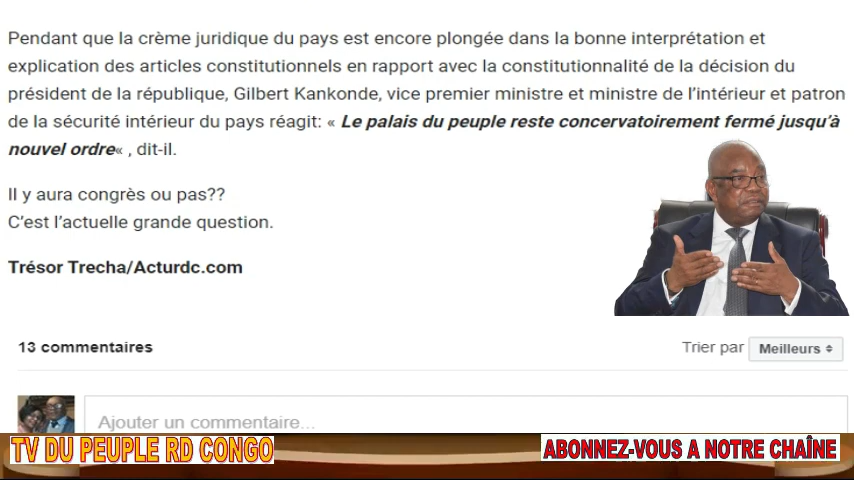 Pendant que la crème juridique du pays est encore plongée dans la bonne interprétation et
explication des articles constitutionnels en rapport avec la constitutionnalité de la décision du
président de la république, Gilbert Kankonde, vice premier ministre et ministre de l'intérieur et patron
de la sécurité intérieur du pays réagit: « Le palais du peuple reste concervatoirement fermé jusqu'à
nouvel ordre« , dit-il.
Il y aura congrès ou pas??
C'est l'actuelle grande question.
Trésor Trecha/Acturdc.com
13 commentaires
Trier par Meilleurs
Ajouter un commentaire...
TV DU PEUPLE RD CONGO
ABONNEZ-VOUS A NOTRE CHAÎNE